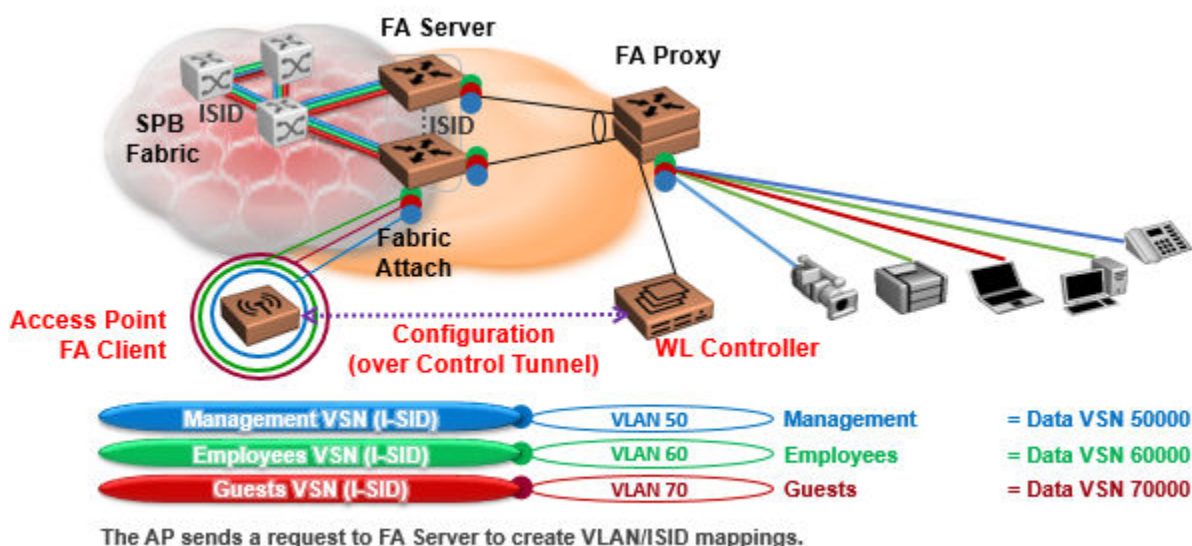 FA Server
FA Proxy
ISID
SPB
Fabric
ISID
Fabric
Attach
Access Point
FA Client
Configuration
(over Control Tunnel)
WL Controller
Management VSN (I-SID) VLAN 50 Management = Data VSN 50000
Employees VSN (I-SID) VLAN 60 Employees = Data VSN 60000
Guests VSN (I-SID) VLAN 70 Guests = Data VSN 70000
The AP sends a request to FA Server to create VLAN/ISID mappings.